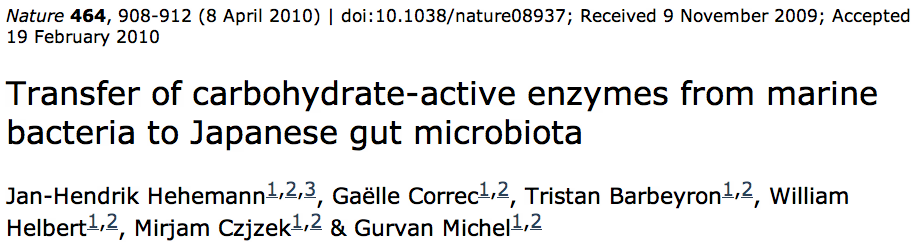 Nature 464, 908-912 (8 April 2010) | doi:10.1038/nature08937; Received 9 November 2009; Accepted
19 February 2010
Transfer of carbohydrate-active enzymes from marine
bacteria to Japanese gut microbiota
Jan-Hendrik Hehemann1,2,3, Gaëlle Correc1,2, Tristan Barbeyron1,2, William
Helbert1,2, Mirjam Czjzek1,2 & Gurvan Michel1,2